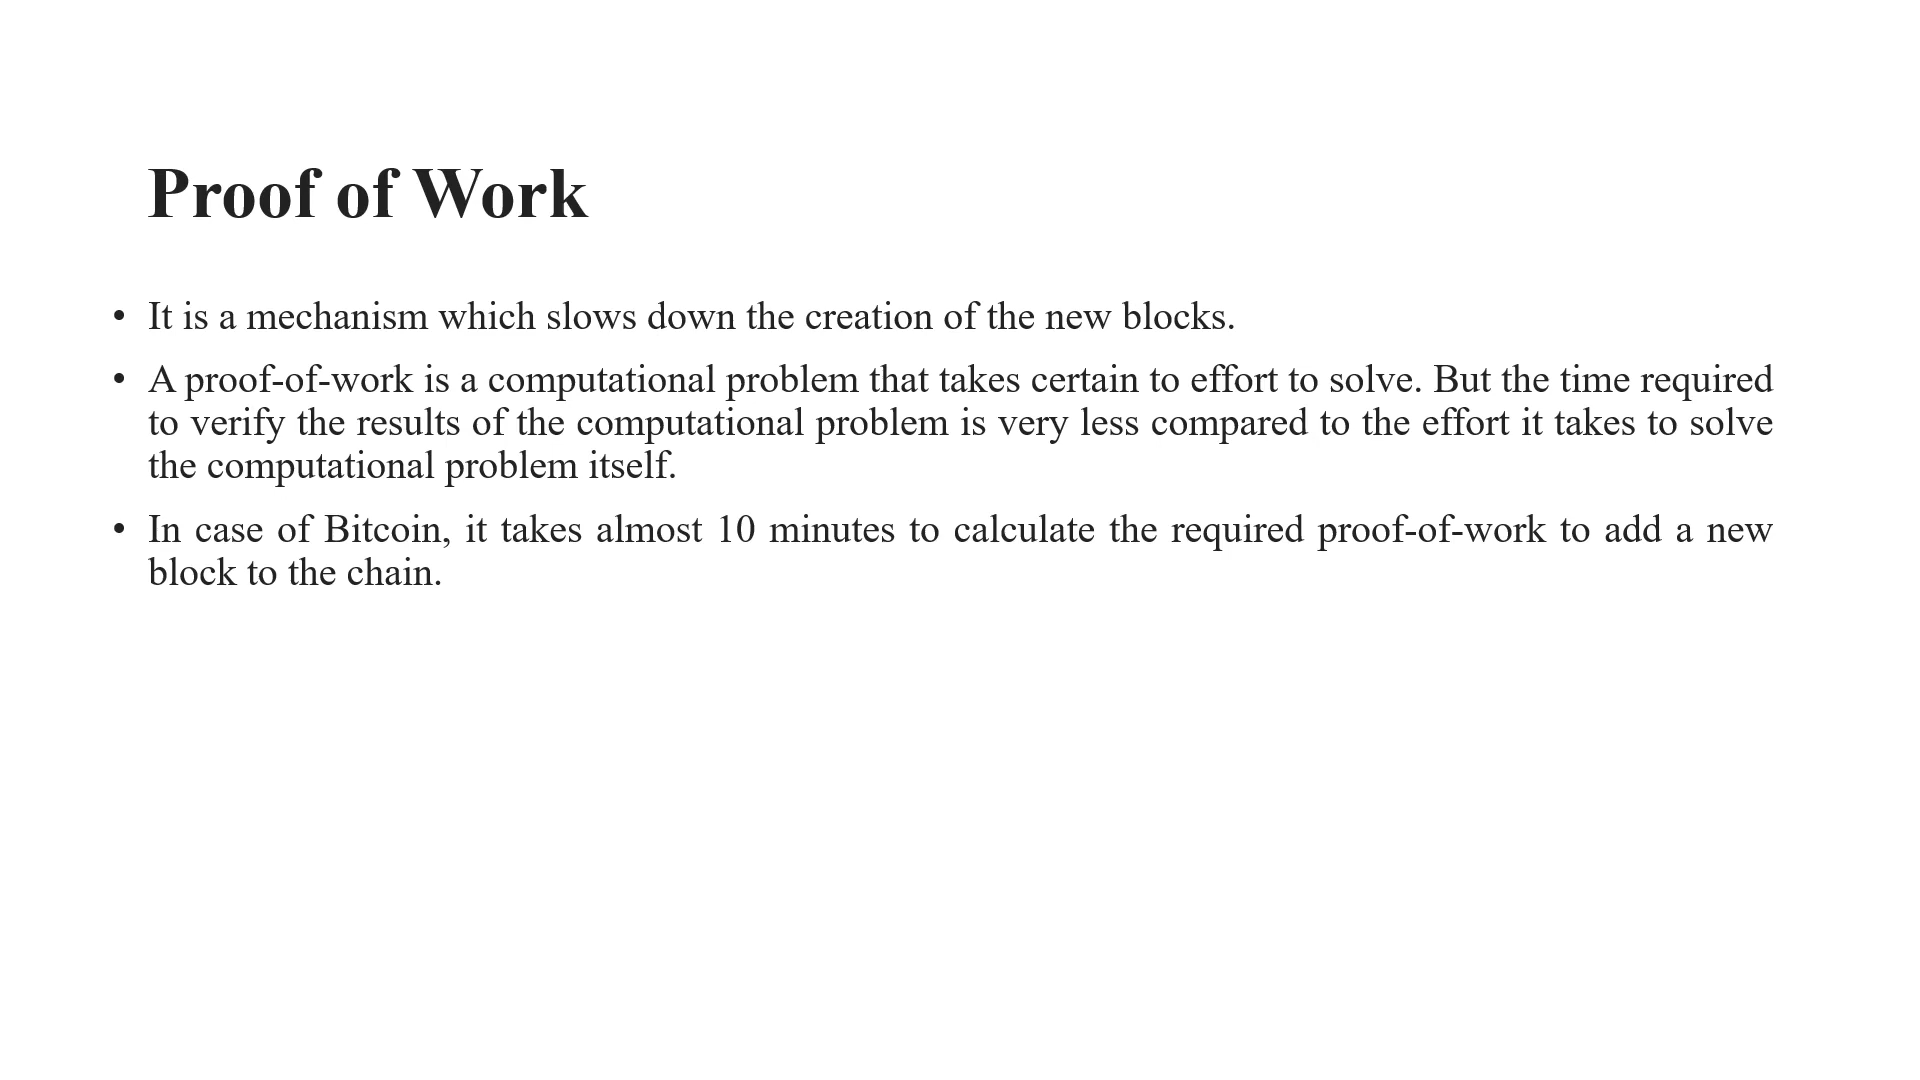 Proof of Work
• It is a mechanism which slows down the creation of the new blocks.
• A proof-of-work is a computational problem that takes certain to effort to solve. But the time required
to verify the results of the computational problem is very less compared to the effort it takes to solve
the computational problem itself.
• In case of Bitcoin, it takes almost 10 minutes to calculate the required proof-of-work to add a new
block to the chain.